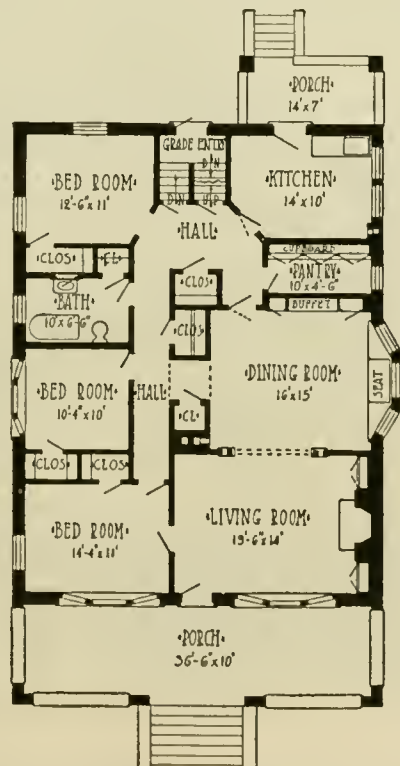 PORCH
14'x7'
GRADE ENTRY
DN
BED ROOM
12'-6"x11'
KITCHEN
14'x10'
DN
UP
HALL
CUPBOARD
CLOS
CL
PANTRY
10'x4'-6"
CLOS
BATH
10'x6'-6"
BUFFET
CLOS
DINING ROOM
16'x15'
SEAT
BED ROOM
10'-4"x10'
HALL
CL
CLOS
CLOS
BED ROOM
14'-4"x11'
LIVING ROOM
19'-6"x14'
PORCH
36'-6"x10'